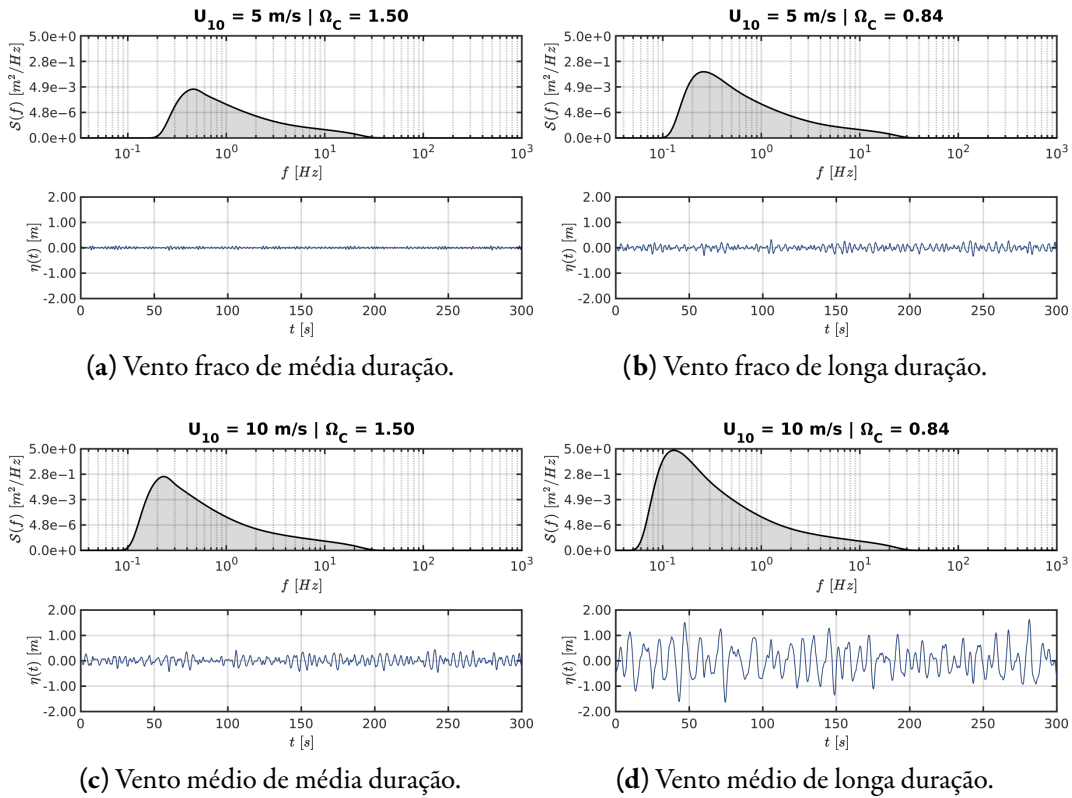 U10 = 5 m/s | ΩC = 1.50
S(f) [m²/Hz]
5.0e+0
2.8e-1
4.9e-3
4.8e-6
0.0e+0
10⁻¹ 10⁰ 10¹ 10² 10³
f [Hz]
η(t) [m]
2.00
1.00
0.00
-1.00
-2.00
0 50 100 150 200 250 300
t [s]
(a) Vento fraco de média duração.
U10 = 5 m/s | ΩC = 0.84
S(f) [m²/Hz]
5.0e+0
2.8e-1
4.9e-3
4.8e-6
0.0e+0
10⁻¹ 10⁰ 10¹ 10² 10³
f [Hz]
η(t) [m]
2.00
1.00
0.00
-1.00
-2.00
0 50 100 150 200 250 300
t [s]
(b) Vento fraco de longa duração.
U10 = 10 m/s | ΩC = 1.50
S(f) [m²/Hz]
5.0e+0
2.8e-1
4.9e-3
4.8e-6
0.0e+0
10⁻¹ 10⁰ 10¹ 10² 10³
f [Hz]
η(t) [m]
2.00
1.00
0.00
-1.00
-2.00
0 50 100 150 200 250 300
t [s]
(c) Vento médio de média duração.
U10 = 10 m/s | ΩC = 0.84
S(f) [m²/Hz]
5.0e+0
2.8e-1
4.9e-3
4.8e-6
0.0e+0
10⁻¹ 10⁰ 10¹ 10² 10³
f [Hz]
η(t) [m]
2.00
1.00
0.00
-1.00
-2.00
0 50 100 150 200 250 300
t [s]
(d) Vento médio de longa duração.